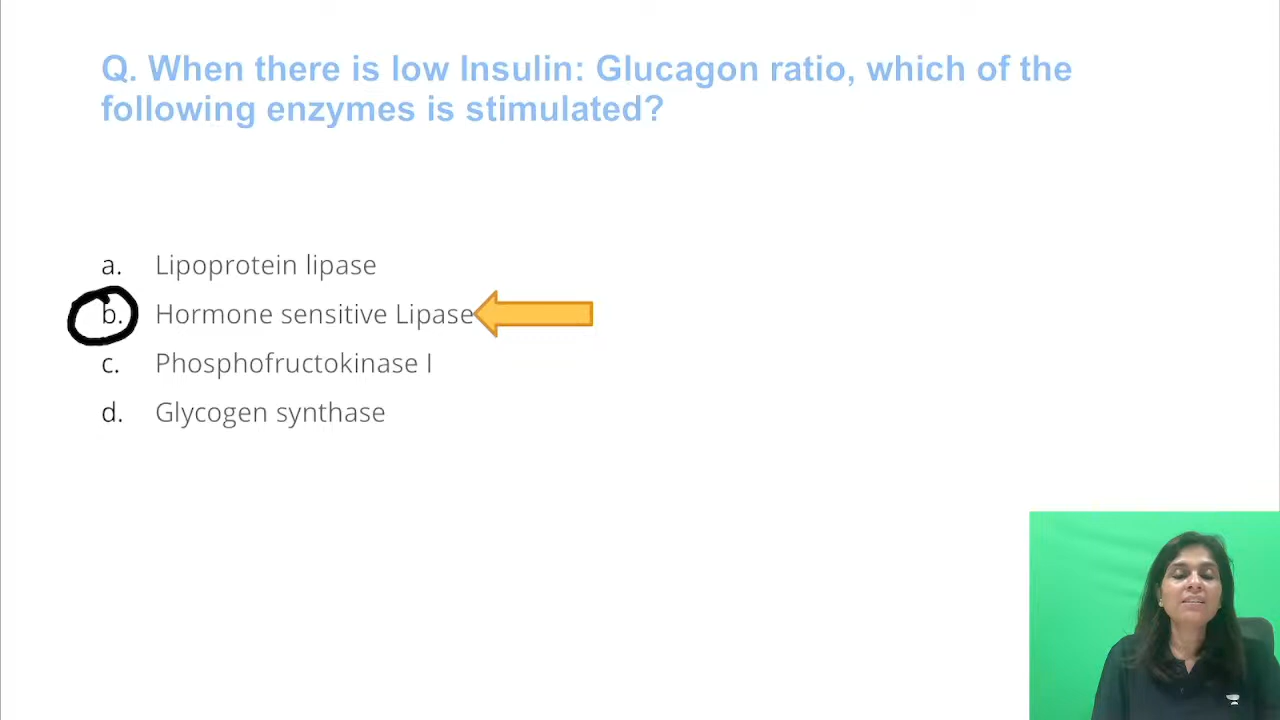 Q. When there is low Insulin: Glucagon ratio, which of the
following enzymes is stimulated?
a. Lipoprotein lipase
b. Hormone sensitive Lipase
c. Phosphofructokinase I
d. Glycogen synthase